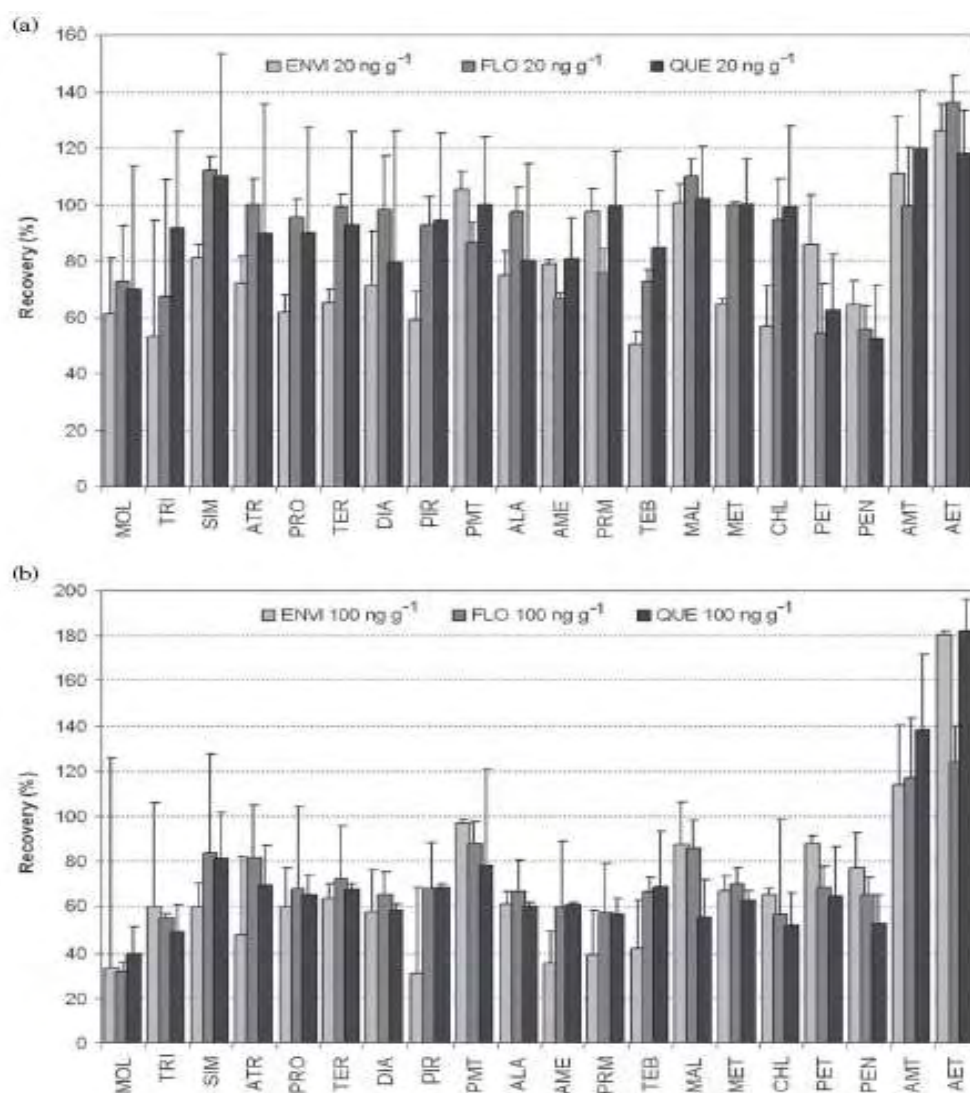 (a)
160
140
120
100
80
60
40
20
0
Recovery (%)
ENVI 20 ng g⁻¹ FLO 20 ng g⁻¹ QUE 20 ng g⁻¹
MOL TRI SIM ATR PRO TER DIA PIR PMT ALA AME PRM TEB MAL MET CHL PET PEN AMT AET
(b)
200
180
160
140
120
100
80
60
40
20
0
Recovery (%)
ENVI 100 ng g⁻¹ FLO 100 ng g⁻¹ QUE 100 ng g⁻¹
MOL TRI SIM ATR PRO TER DIA PIR PMT ALA AME PRM TEB MAL MET CHL PET PEN AMT AET